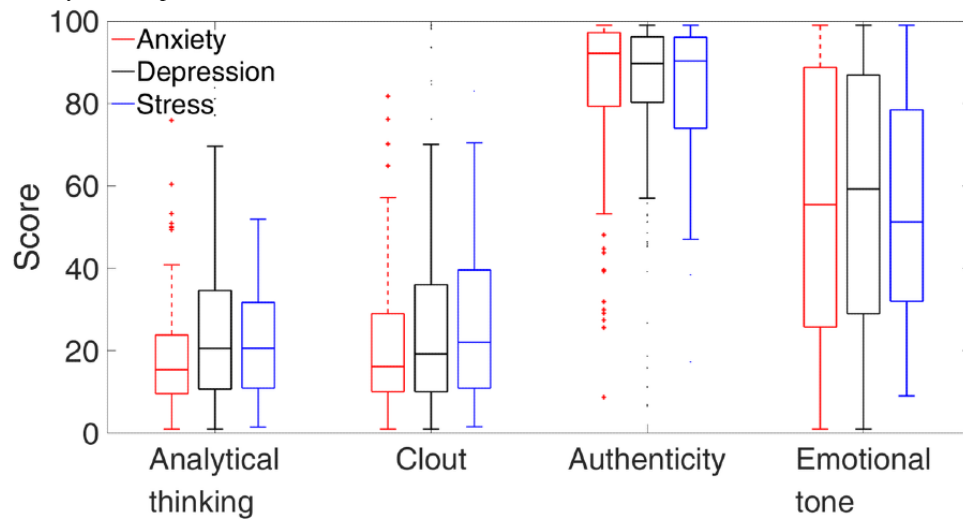 100
80
60
40
20
0
Score
Anxiety
Depression
Stress
Analytical
thinking
Clout
Authenticity
Emotional
tone